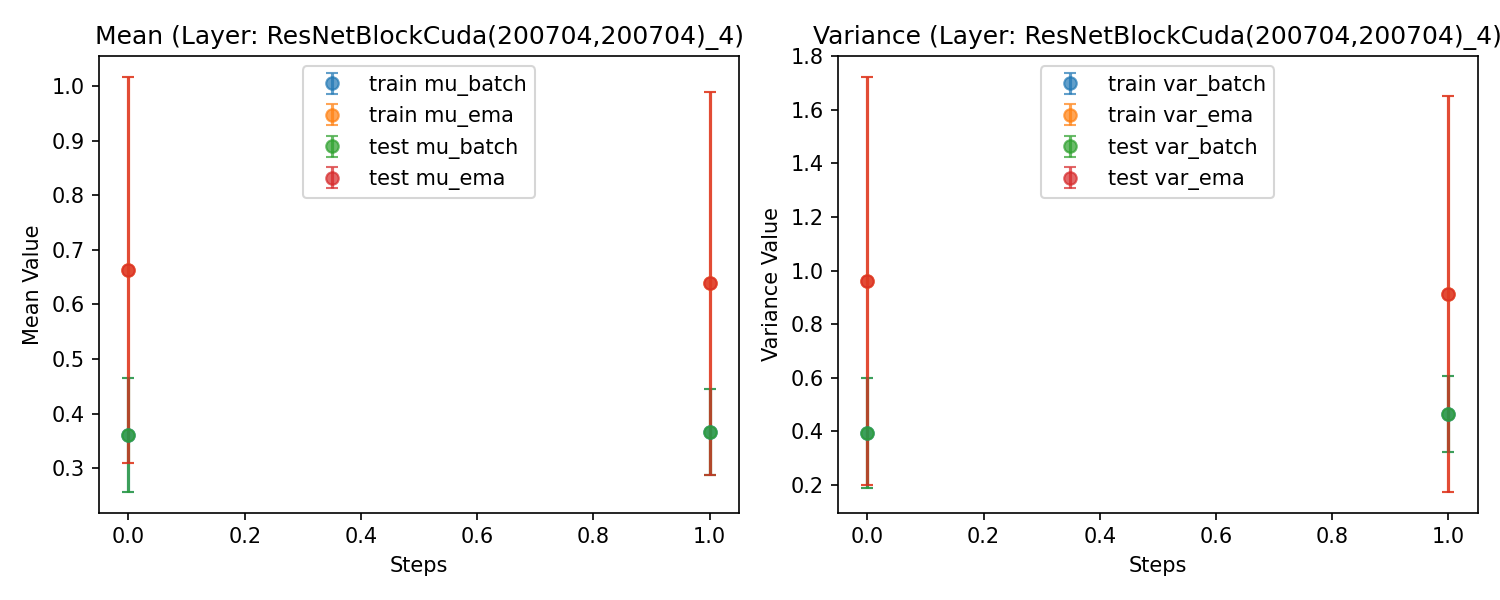 Mean (Layer: ResNetBlockCuda(200704,200704)_4)
train mu_batch
train mu_ema
test mu_batch
test mu_ema
Mean Value
1.0
0.9
0.8
0.7
0.6
0.5
0.4
0.3
0.0 0.2 0.4 0.6 0.8 1.0
Steps
Variance (Layer: ResNetBlockCuda(200704,200704)_4)
train var_batch
train var_ema
test var_batch
test var_ema
Variance Value
1.8
1.6
1.4
1.2
1.0
0.8
0.6
0.4
0.2
0.0 0.2 0.4 0.6 0.8 1.0
Steps